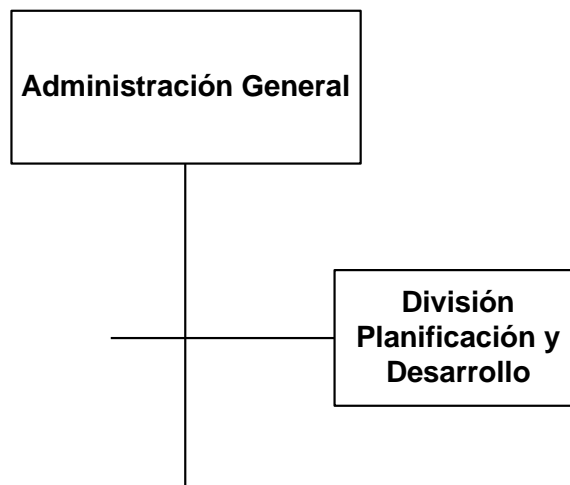 Administración General
División
Planificación y
Desarrollo